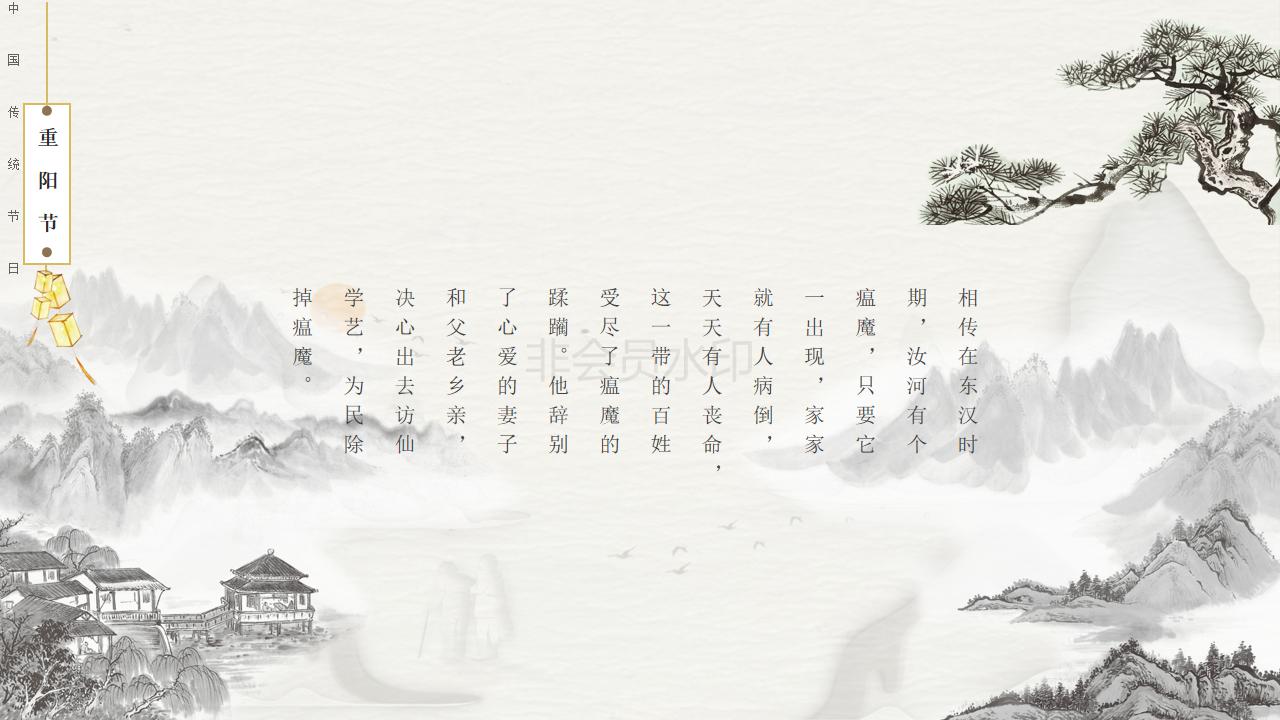 中国传统节日
重阳节
相传在东汉时
期，汝河有个
瘟魔，只要它
一出现，家家
就有人病倒，
天天有人丧命，
这一带的百姓
受尽了瘟魔的
蹂躏。他辞别
了心爱的妻子
和父老乡亲，
决心出去访仙
学艺，为民除
掉瘟魔。
非会员水印